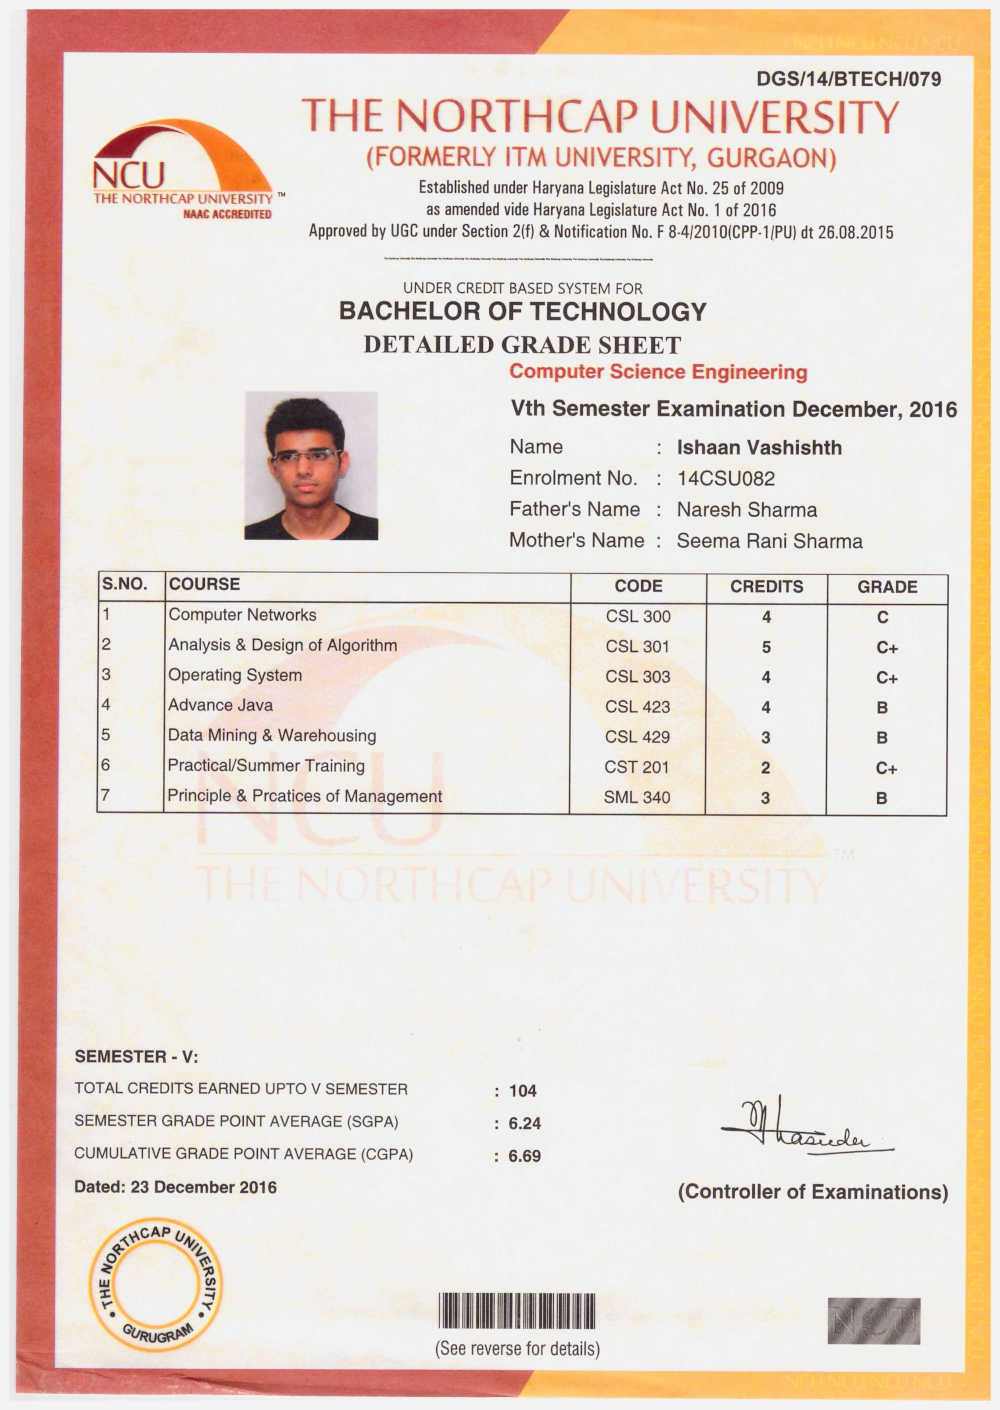 DGS/14/BTECH/079
THE NORTHCAP UNIVERSITY
(FORMERLY ITM UNIVERSITY, GURGAON)
NCU
THE NORTHCAP UNIVERSITY ™
NAAC ACCREDITED
Established under Haryana Legislature Act No. 25 of 2009
as amended vide Haryana Legislature Act No. 1 of 2016
Approved by UGC under Section 2(f) & Notification No. F 8-4/2010(CPP-1/PU) dt 26.08.2015
UNDER CREDIT BASED SYSTEM FOR
BACHELOR OF TECHNOLOGY
DETAILED GRADE SHEET
Computer Science Engineering
Vth Semester Examination December, 2016
Name : Ishaan Vashishth
Enrolment No. : 14CSU082
Father's Name : Naresh Sharma
Mother's Name : Seema Rani Sharma
S.NO. COURSE CODE CREDITS GRADE
1 Computer Networks CSL 300 4 C
2 Analysis & Design of Algorithm CSL 301 5 C+
3 Operating System CSL 303 4 C+
4 Advance Java CSL 423 4 B
5 Data Mining & Warehousing CSL 429 3 B
6 Practical/Summer Training CST 201 2 C+
7 Principle & Prcatices of Management SML 340 3 B
NCU
THE NORTHCAP UNIVERSITY ™
SEMESTER - V:
TOTAL CREDITS EARNED UPTO V SEMESTER : 104
SEMESTER GRADE POINT AVERAGE (SGPA) : 6.24
CUMULATIVE GRADE POINT AVERAGE (CGPA) : 6.69
Dated: 23 December 2016
(Controller of Examinations)
THE NORTHCAP UNIVERSITY
GURUGRAM
(See reverse for details)
NCU